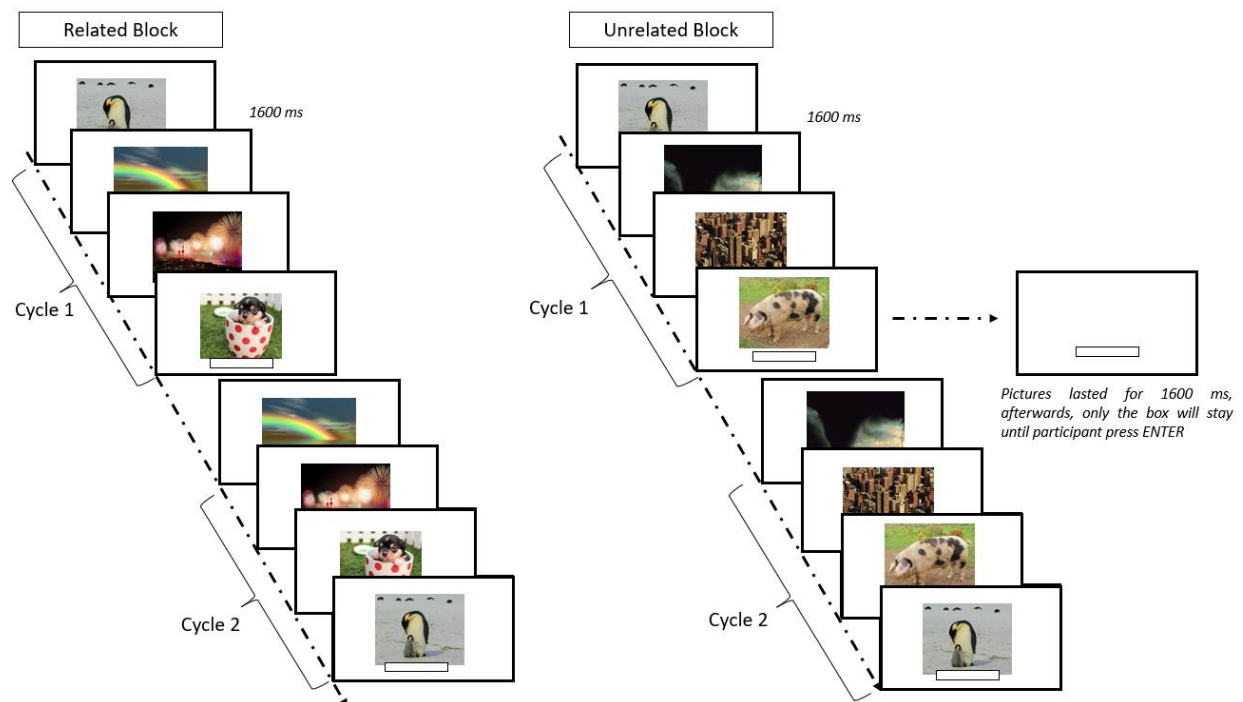 Related Block
1600 ms
Cycle 1
Cycle 2
Unrelated Block
1600 ms
Cycle 1
Pictures lasted for 1600 ms,
afterwards, only the box will stay
until participant press ENTER
Cycle 2